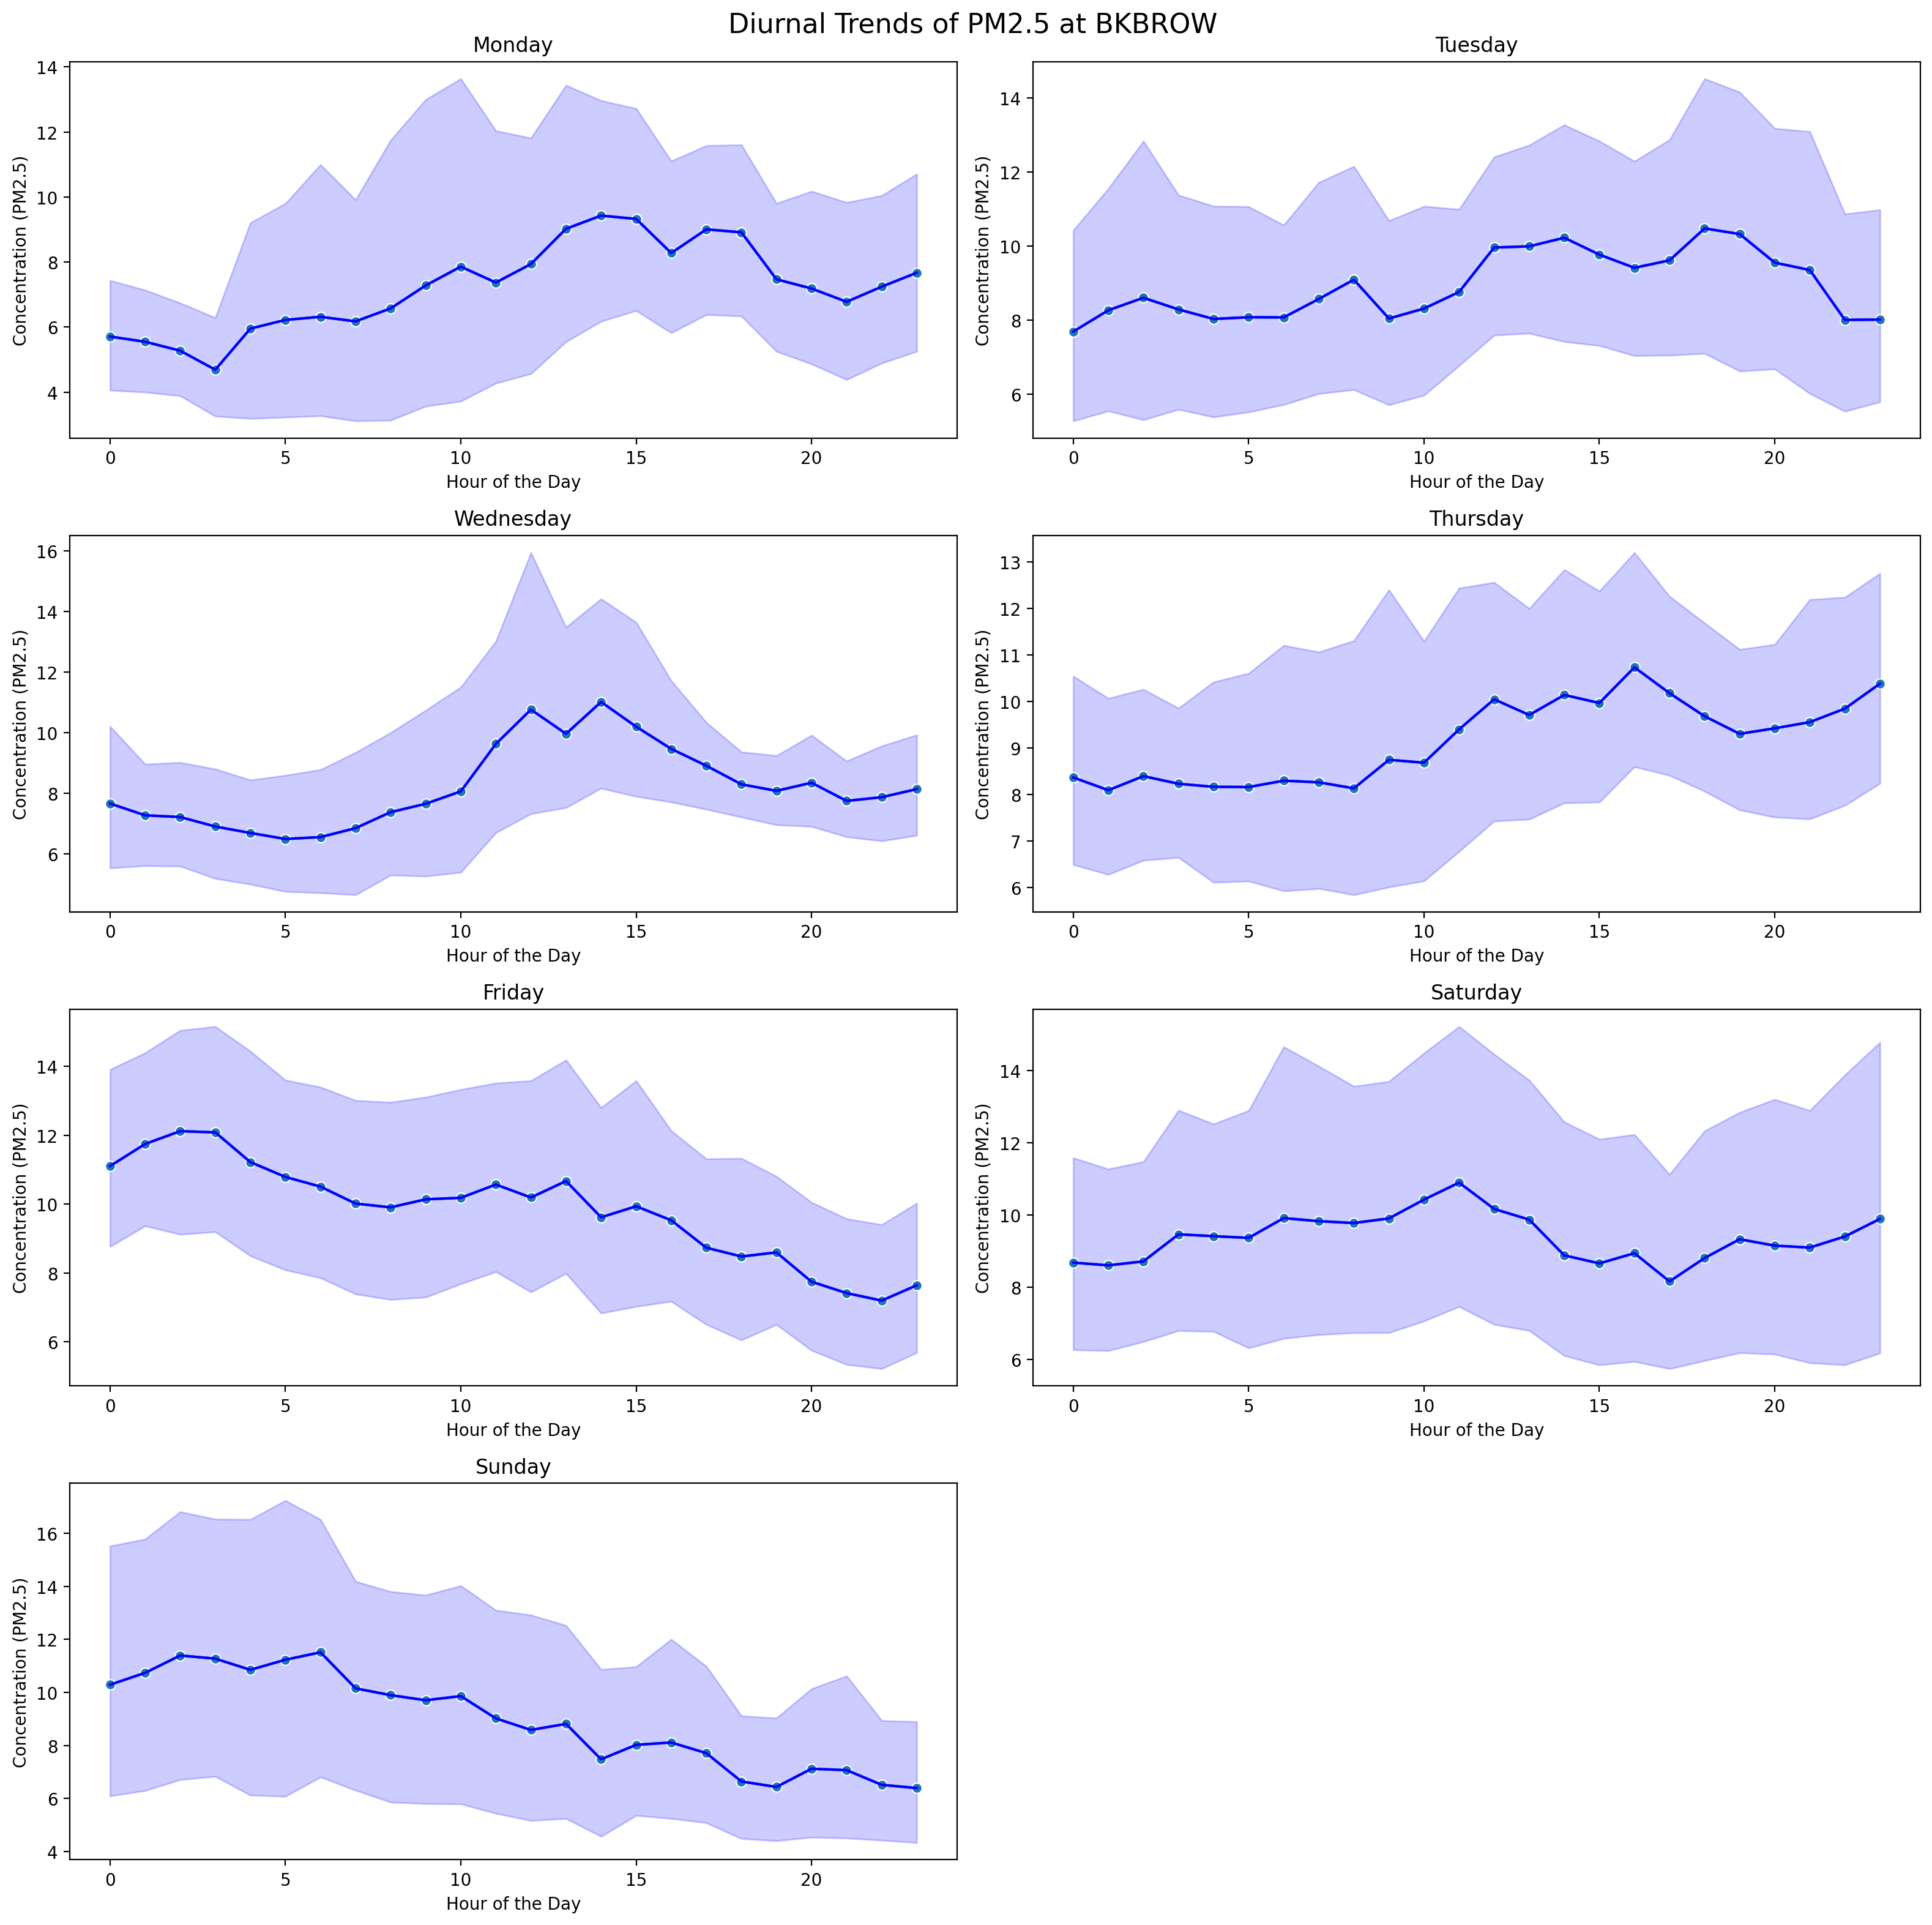 Diurnal Trends of PM2.5 at BKBROW
Monday
Concentration (PM2.5)
14
12
10
8
6
4
0 5 10 15 20
Hour of the Day
Tuesday
Concentration (PM2.5)
14
12
10
8
6
0 5 10 15 20
Hour of the Day
Wednesday
Concentration (PM2.5)
16
14
12
10
8
6
0 5 10 15 20
Hour of the Day
Thursday
Concentration (PM2.5)
13
12
11
10
9
8
7
6
0 5 10 15 20
Hour of the Day
Friday
Concentration (PM2.5)
14
12
10
8
6
0 5 10 15 20
Hour of the Day
Saturday
Concentration (PM2.5)
14
12
10
8
6
0 5 10 15 20
Hour of the Day
Sunday
Concentration (PM2.5)
16
14
12
10
8
6
4
0 5 10 15 20
Hour of the Day